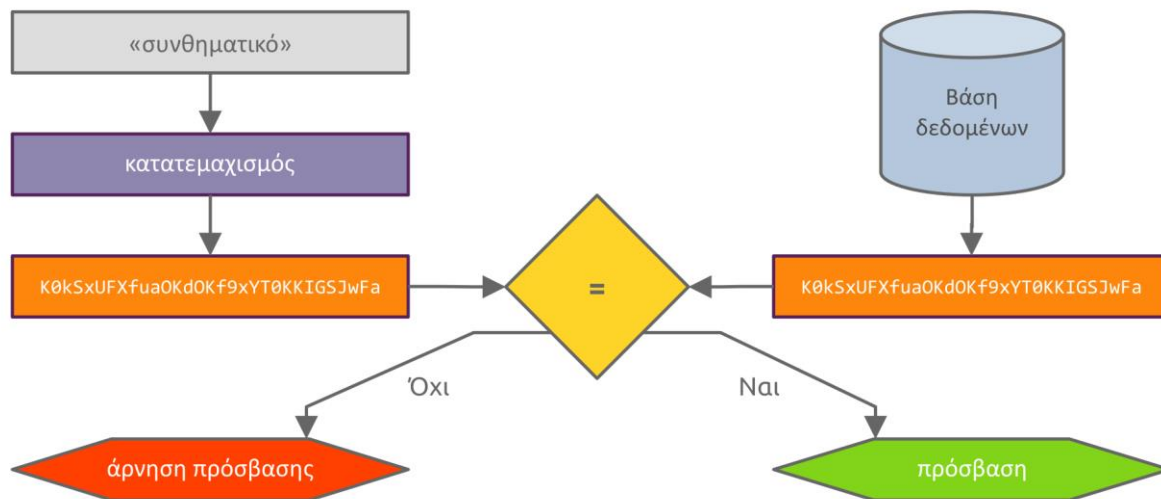 «συνθηματικό»
Βάση
δεδομένων
κατατεμαχισμός
K0kSxUFXfuaOKdOKf9xYT0KKIGSJwFa
=
K0kSxUFXfuaOKdOKf9xYT0KKIGSJwFa
Όχι
Ναι
άρνηση πρόσβασης
πρόσβαση